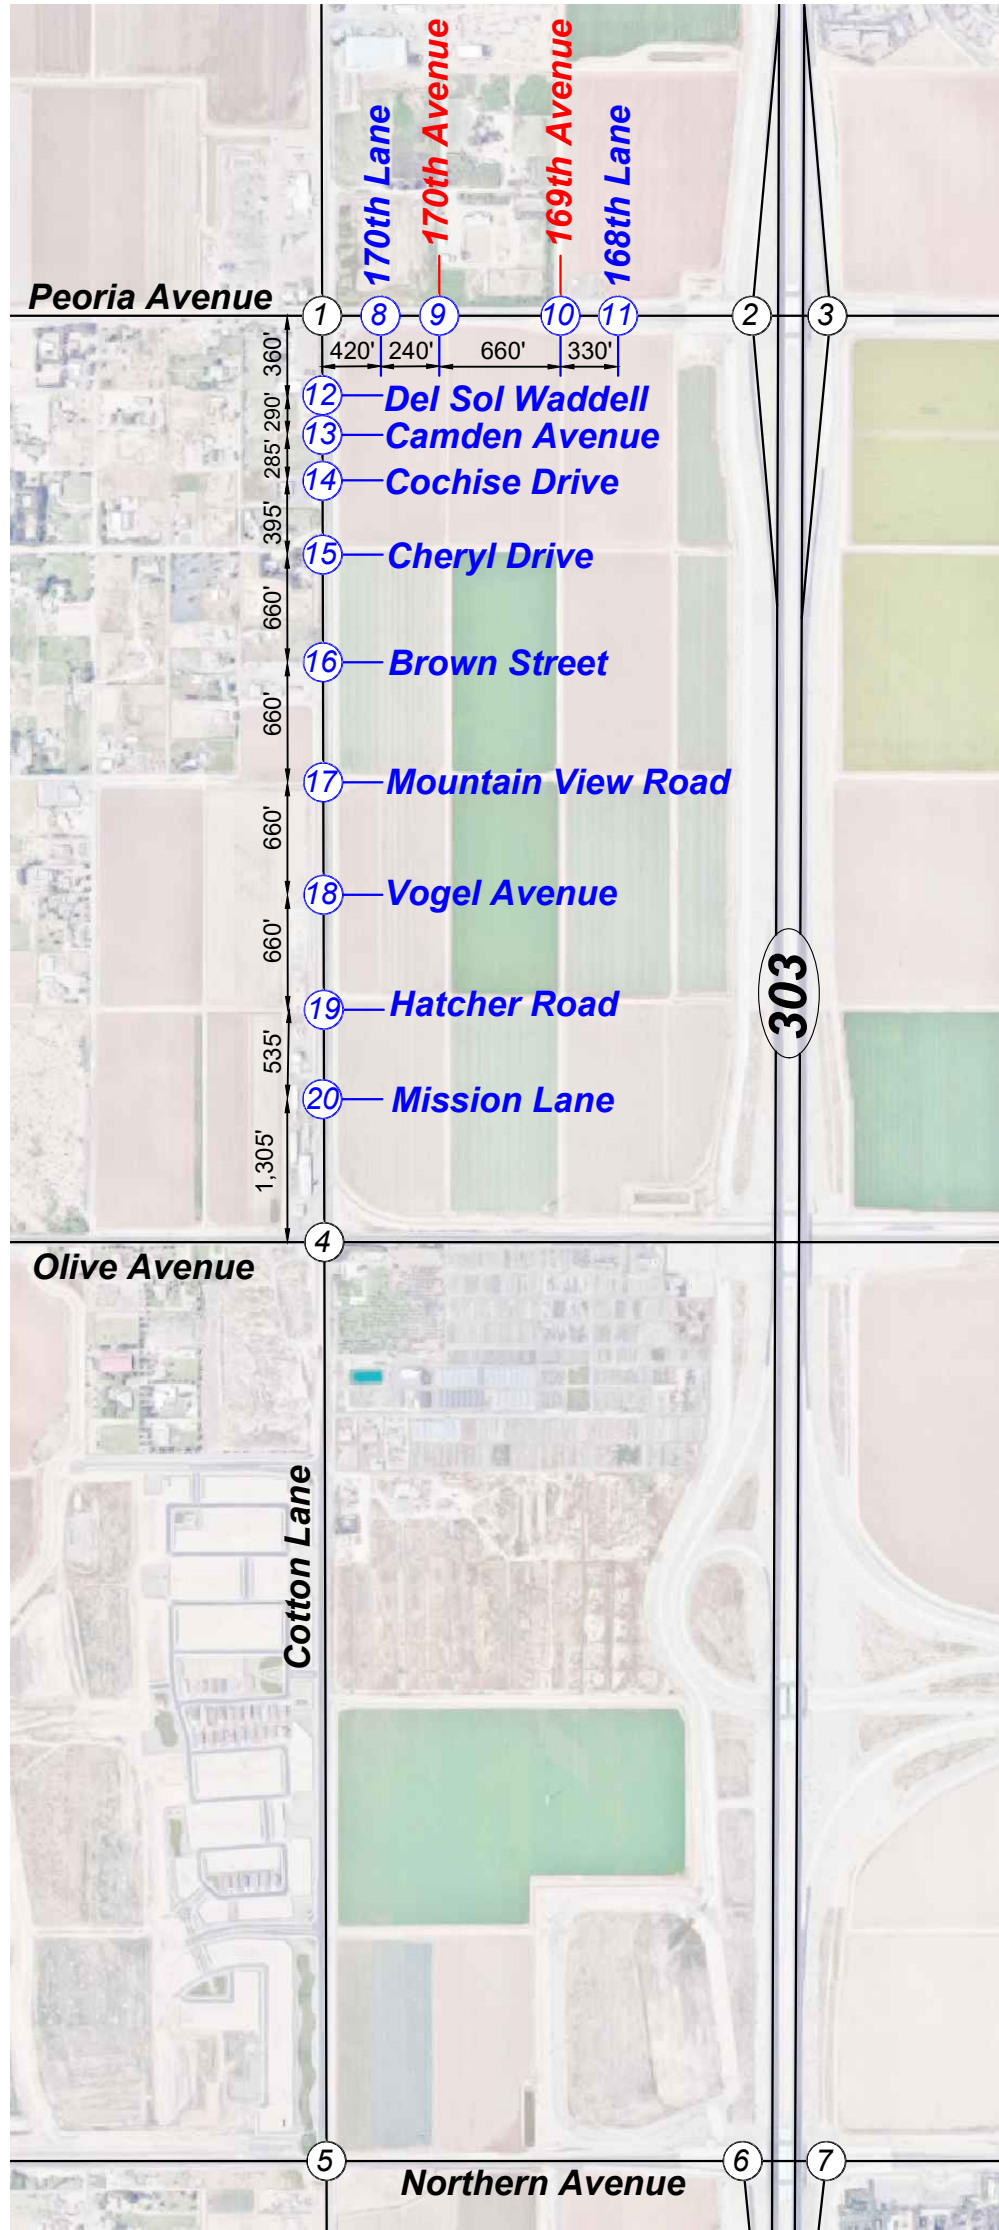 170th Lane
170th Avenue
169th Avenue
168th Lane
Peoria Avenue
1
8
9
10
11
2
3
420'
240'
660'
330'
360'
12
Del Sol Waddell
290'
13
Camden Avenue
285'
14
Cochise Drive
395'
15
Cheryl Drive
660'
16
Brown Street
660'
17
Mountain View Road
660'
18
Vogel Avenue
660'
303
19
Hatcher Road
535'
20
Mission Lane
1,305'
4
Olive Avenue
Cotton Lane
5
6
7
Northern Avenue